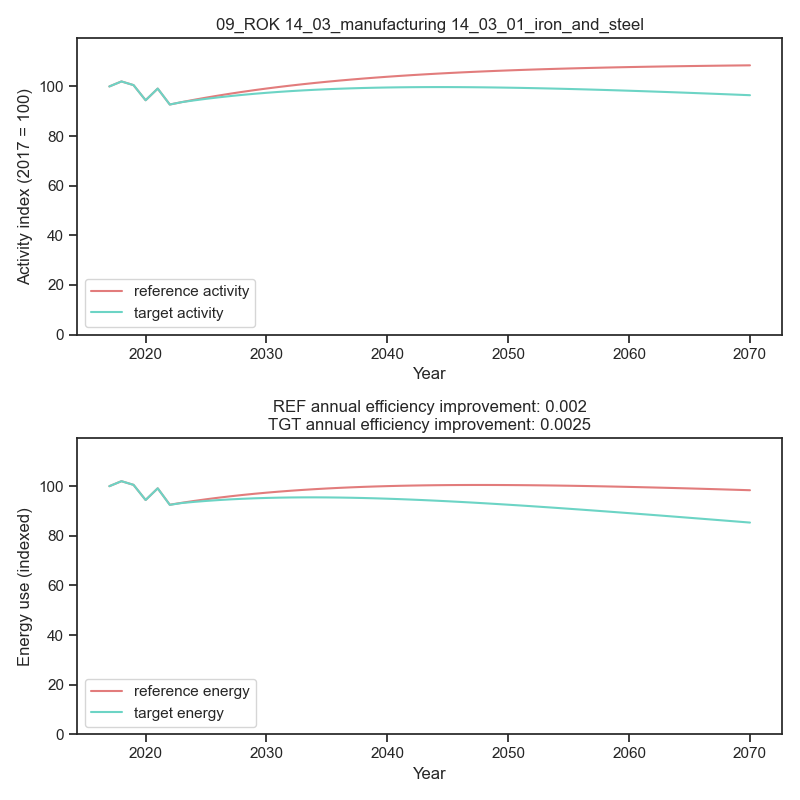 09_ROK 14_03_manufacturing 14_03_01_iron_and_steel
Activity index (2017 = 100)
100
80
60
40
20
0
reference activity
target activity
2020 2030 2040 2050 2060 2070
Year
REF annual efficiency improvement: 0.002
TGT annual efficiency improvement: 0.0025
Energy use (indexed)
100
80
60
40
20
0
reference energy
target energy
2020 2030 2040 2050 2060 2070
Year